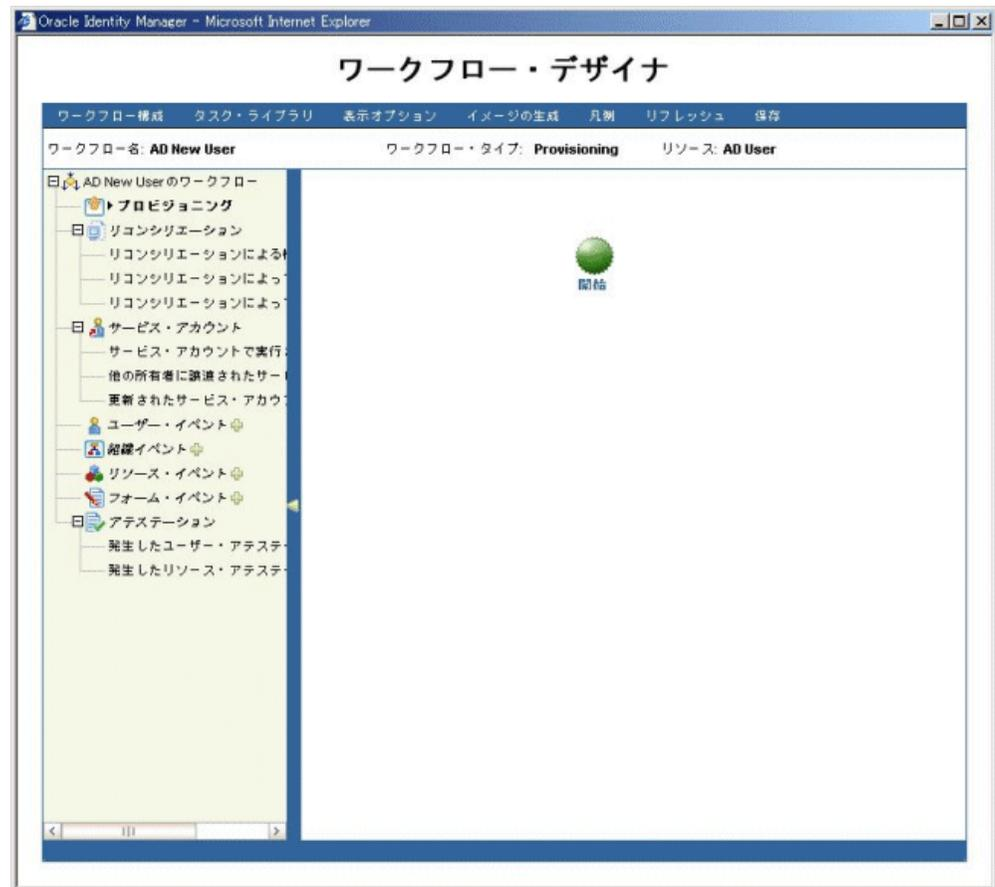 Oracle Identity Manager - Microsoft Internet Explorer
ワークフロー・デザイナ
ワークフロー構成 タスク・ライブラリ 表示オプション イメージの生成 凡例 リフレッシュ 保存
ワークフロー名: AD New User ワークフロー・タイプ: Provisioning リソース: AD User
AD New Userのワークフロー
プロビジョニング
リコンシリエーション
リコンシリエーションによる
リコンシリエーションによっ
リコンシリエーションによっ
サービス・アカウント
サービス・アカウントで実行
他の所有者に譲渡されたサー
更新されたサービス・アカウ
ユーザー・イベント
組織イベント
リソース・イベント
フォーム・イベント
アテステーション
発生したユーザー・アテステ
発生したリソース・アテステ
開始